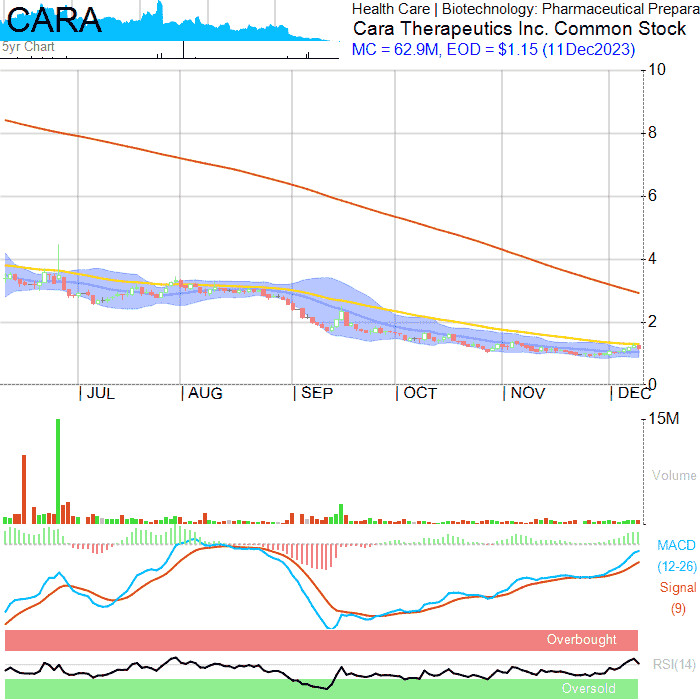 CARA
Health Care | Biotechnology: Pharmaceutical Prepara
Cara Therapeutics Inc. Common Stock
5yr Chart
MC = 62.9M, EOD = $1.15 (11Dec2023)
10
8
6
4
2
0
| JUL | AUG | SEP | OCT | NOV | DEC
15M
Volume
MACD
(12-26)
Signal
(9)
Overbought
RSI(14)
Oversold